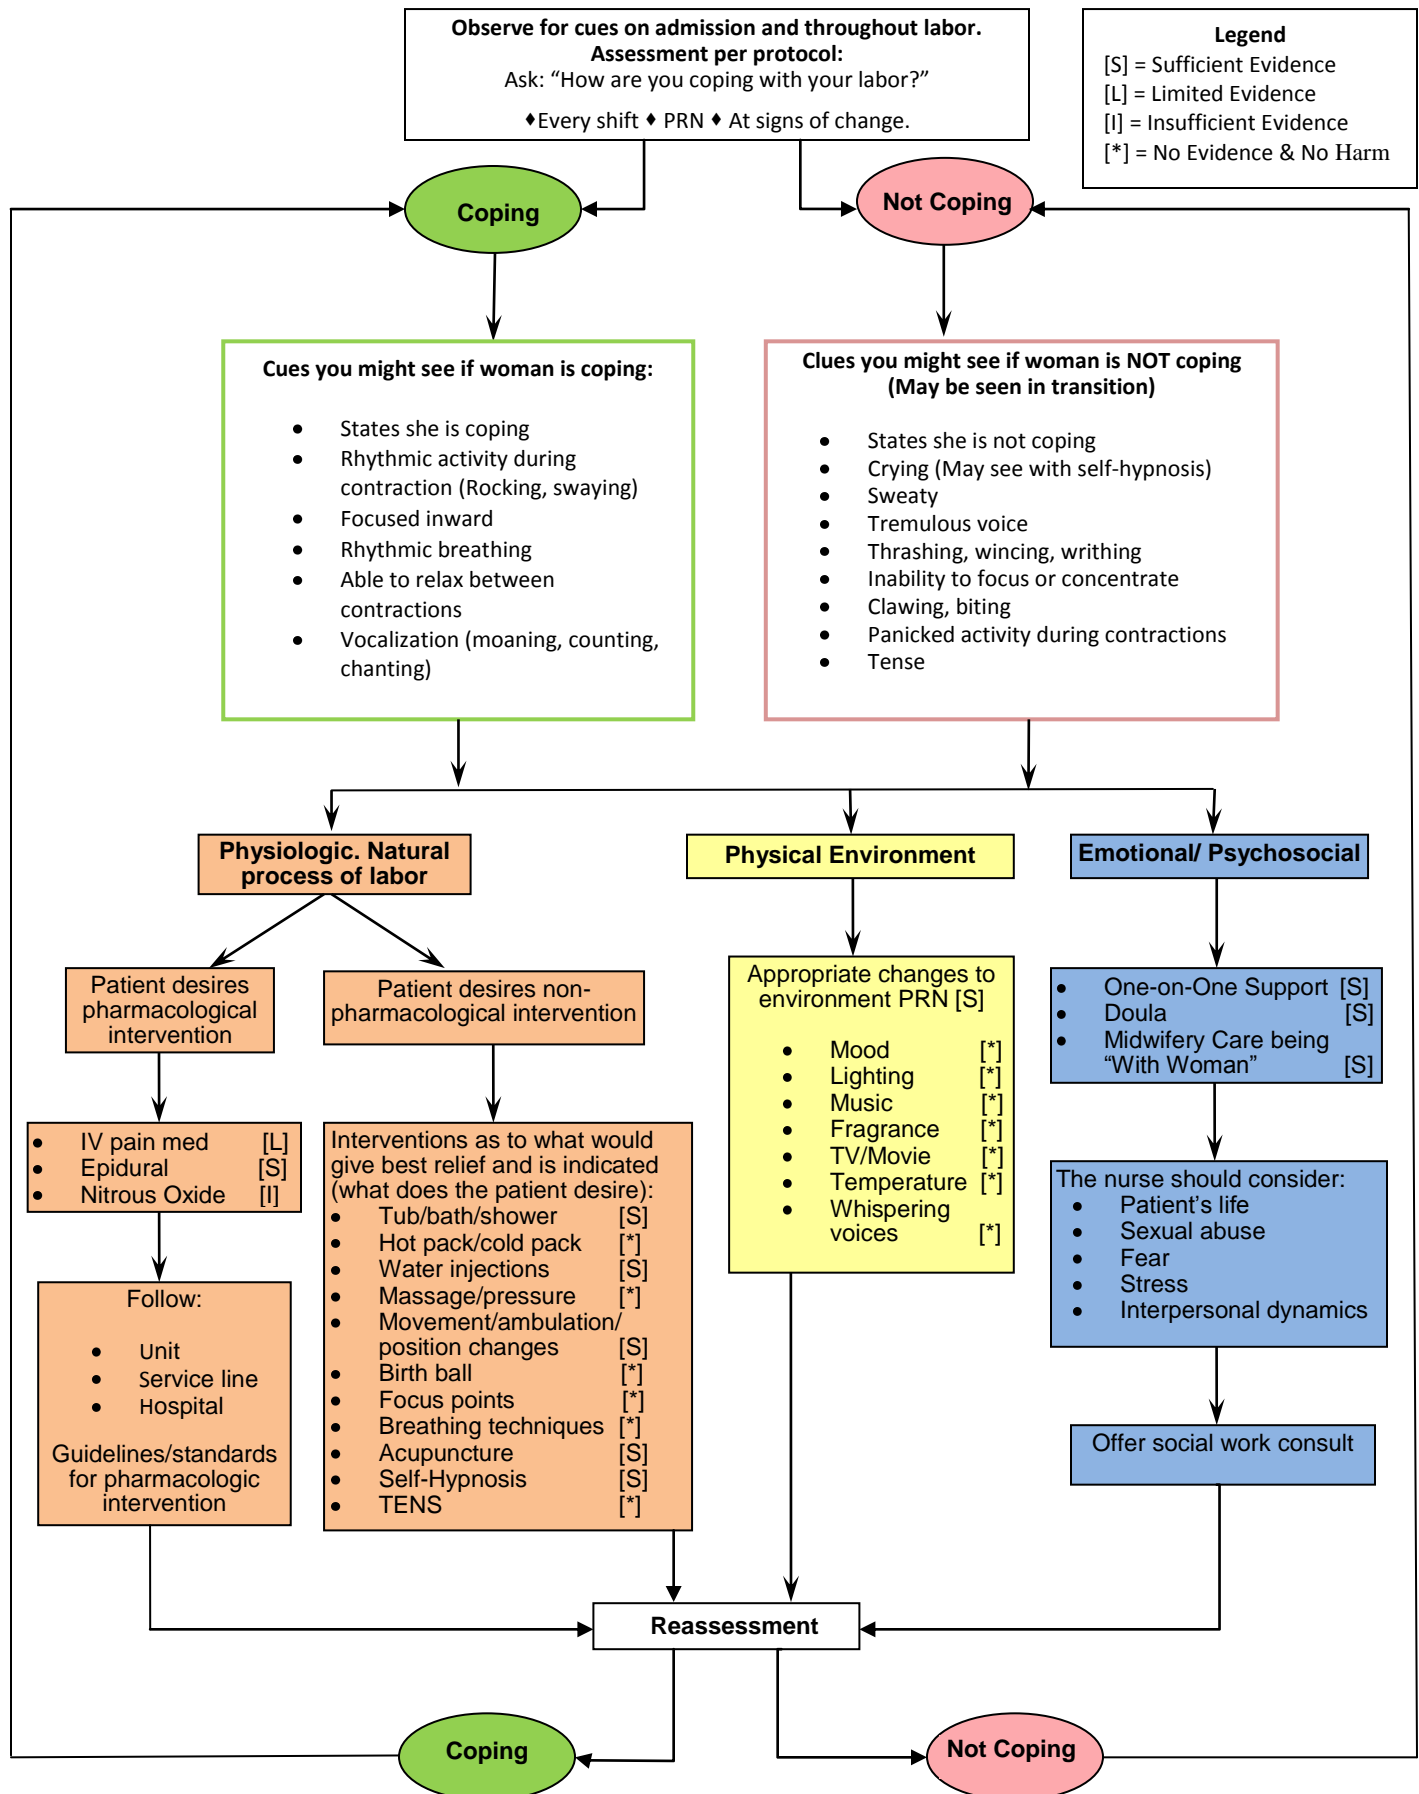 Observe for cues on admission and throughout labor.
Assessment per protocol:
Ask: “How are you coping with your labor?”
♦Every shift ♦ PRN ♦ At signs of change.
Legend
[S] = Sufficient Evidence
[L] = Limited Evidence
[I] = Insufficient Evidence
[*] = No Evidence & No Harm
Coping
Not Coping
Cues you might see if woman is coping:
• States she is coping
• Rhythmic activity during
contraction (Rocking, swaying)
• Focused inward
• Rhythmic breathing
• Able to relax between
contractions
• Vocalization (moaning, counting,
chanting)
Clues you might see if woman is NOT coping
(May be seen in transition)
• States she is not coping
• Crying (May see with self-hypnosis)
• Sweaty
• Tremulous voice
• Thrashing, wincing, writhing
• Inability to focus or concentrate
• Clawing, biting
• Panicked activity during contractions
• Tense
Physiologic. Natural
process of labor
Physical Environment
Emotional/ Psychosocial
Patient desires
pharmacological
intervention
Patient desires non-
pharmacological intervention
• IV pain med [L]
• Epidural [S]
• Nitrous Oxide [I]
Follow:
• Unit
• Service line
• Hospital
Guidelines/standards
for pharmacologic
intervention
Interventions as to what would
give best relief and is indicated
(what does the patient desire):
• Tub/bath/shower [S]
• Hot pack/cold pack [*]
• Water injections [S]
• Massage/pressure [*]
• Movement/ambulation/
position changes [S]
• Birth ball [*]
• Focus points [*]
• Breathing techniques [*]
• Acupuncture [S]
• Self-Hypnosis [S]
• TENS [*]
Appropriate changes to
environment PRN [S]
• Mood [*]
• Lighting [*]
• Music [*]
• Fragrance [*]
• TV/Movie [*]
• Temperature [*]
• Whispering
voices [*]
• One-on-One Support [S]
• Doula [S]
• Midwifery Care being
“With Woman” [S]
The nurse should consider:
• Patient’s life
• Sexual abuse
• Fear
• Stress
• Interpersonal dynamics
Offer social work consult
Reassessment
Coping
Not Coping